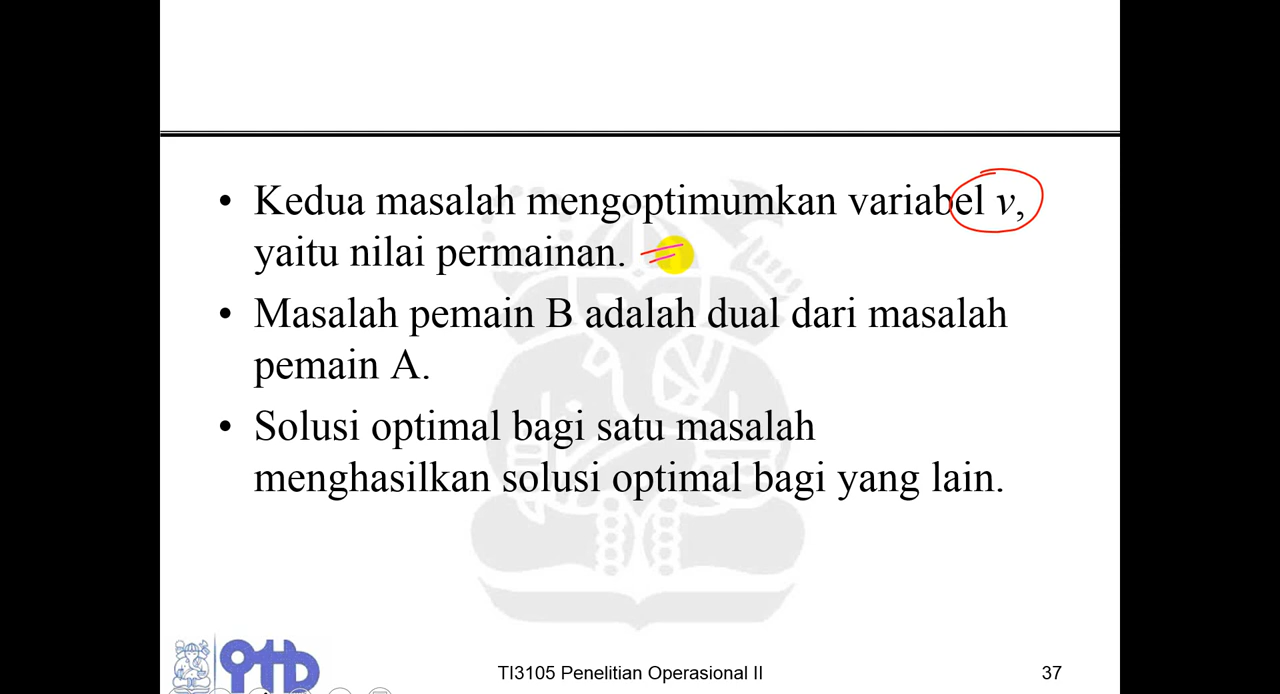 • Kedua masalah mengoptimumkan variabel v,
yaitu nilai permainan.
• Masalah pemain B adalah dual dari masalah
pemain A.
• Solusi optimal bagi satu masalah
menghasilkan solusi optimal bagi yang lain.
itb
TI3105 Penelitian Operasional II
37